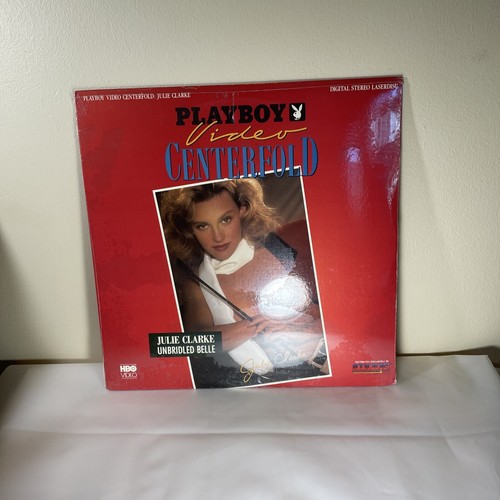 PLAYBOY VIDEO CENTERFOLD: JULIE CLARKE
DIGITAL STEREO LASERDISC
PLAYBOY
Video
CENTERFOLD
JULIE CLARKE
UNBRIDLED BELLE
HBO
VIDEO